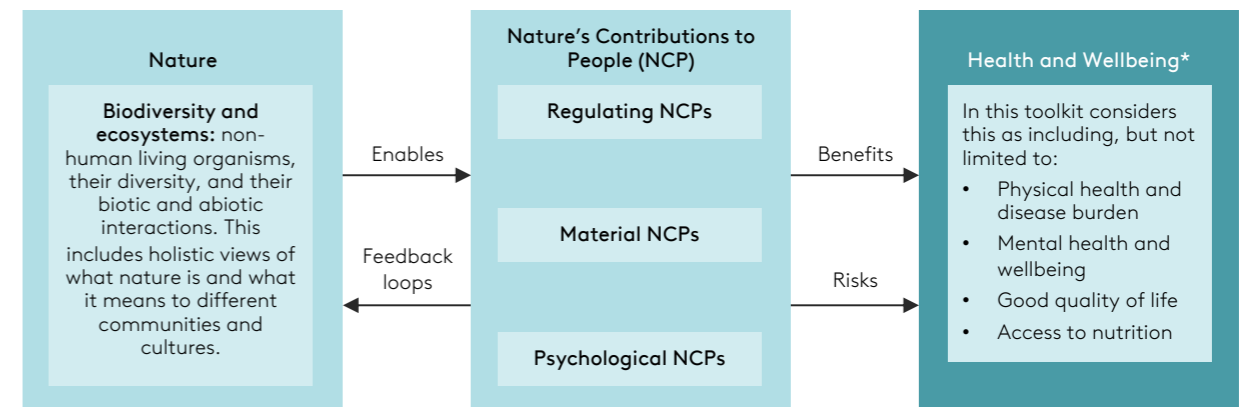 Nature
Biodiversity and
ecosystems: non-
human living organisms,
their diversity, and their
biotic and abiotic
interactions. This
includes holistic views of
what nature is and what
it means to different
communities and
cultures.
Enables
Feedback
loops
Nature's Contributions to
People (NCP)
Regulating NCPs
Material NCPs
Psychological NCPs
Benefits
Risks
Health and Wellbeing*
In this toolkit considers
this as including, but not
limited to:
• Physical health and
disease burden
• Mental health and
wellbeing
• Good quality of life
• Access to nutrition